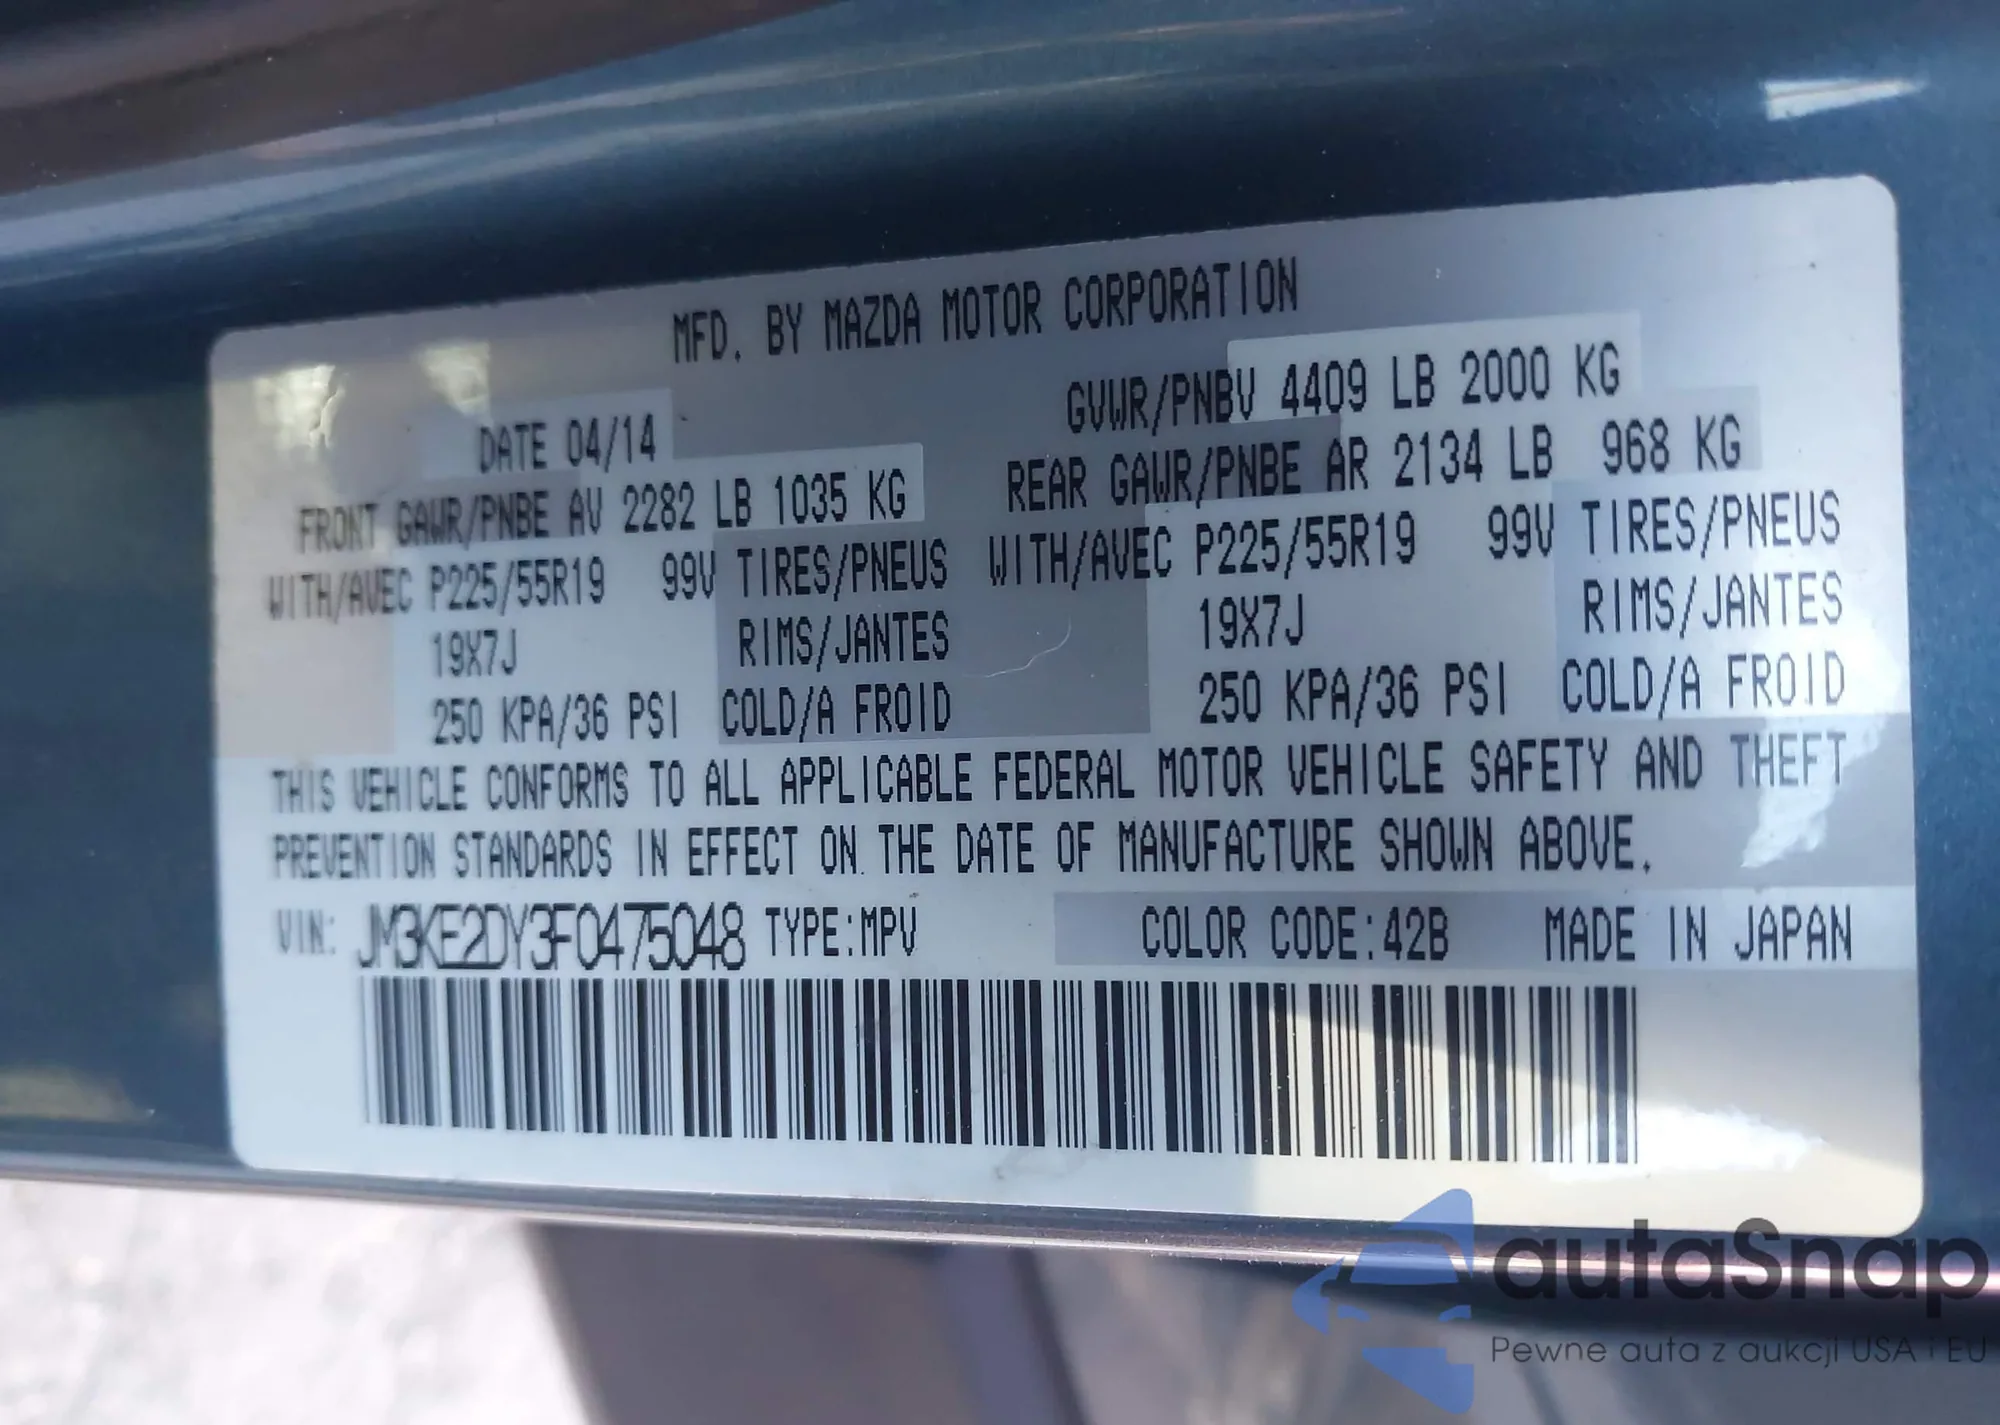 MFD. BY MAZDA MOTOR CORPORATION
DATE 04/14 GVWR/PNBV 4409 LB 2000 KG
FRONT GAWR/PNBE AV 2282 LB 1035 KG REAR GAWR/PNBE AR 2134 LB 968 KG
WITH/AVEC P225/55R19 99V TIRES/PNEUS WITH/AVEC P225/55R19 99V TIRES/PNEUS
19X7J RIMS/JANTES 19X7J RIMS/JANTES
250 KPA/36 PSI COLD/A FROID 250 KPA/36 PSI COLD/A FROID
THIS VEHICLE CONFORMS TO ALL APPLICABLE FEDERAL MOTOR VEHICLE SAFETY AND THEFT
PREVENTION STANDARDS IN EFFECT ON THE DATE OF MANUFACTURE SHOWN ABOVE.
VIN: JM3KE2DY3F0475048 TYPE:MPV COLOR CODE:42B MADE IN JAPAN
autaSnap
Pewne auta z aukcji USA i EU